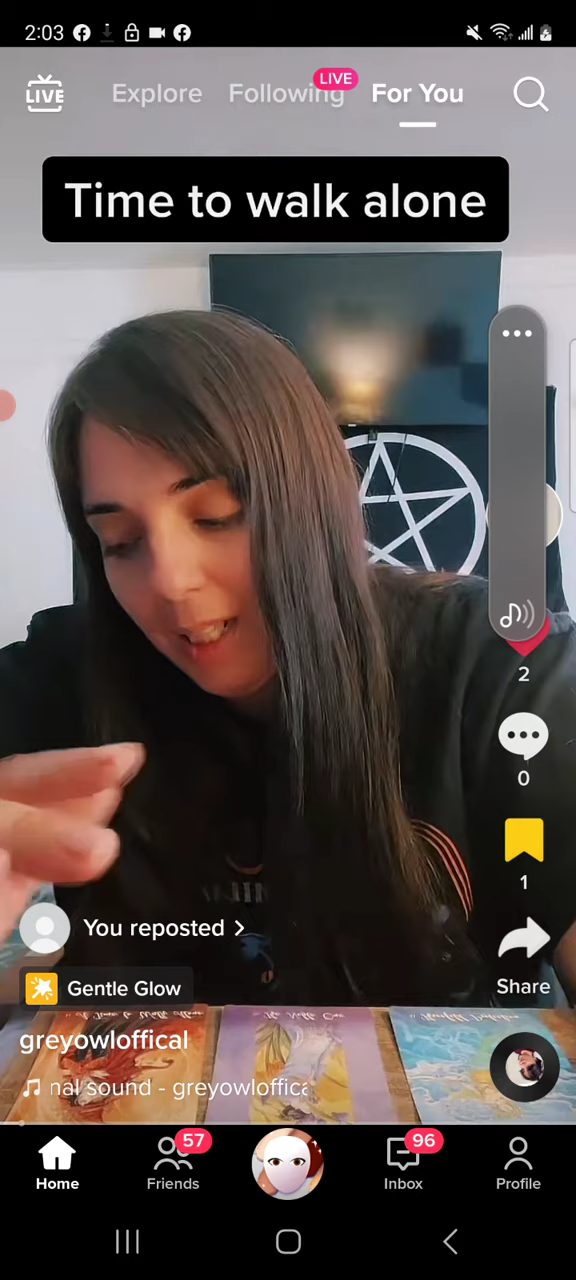 2:03
LIVE
Explore
Following
LIVE
For You
Time to walk alone
2
0
1
You reposted
Gentle Glow
Share
greyowloffical
nal sound - greyowloffica
Home
57
Friends
96
Inbox
Profile